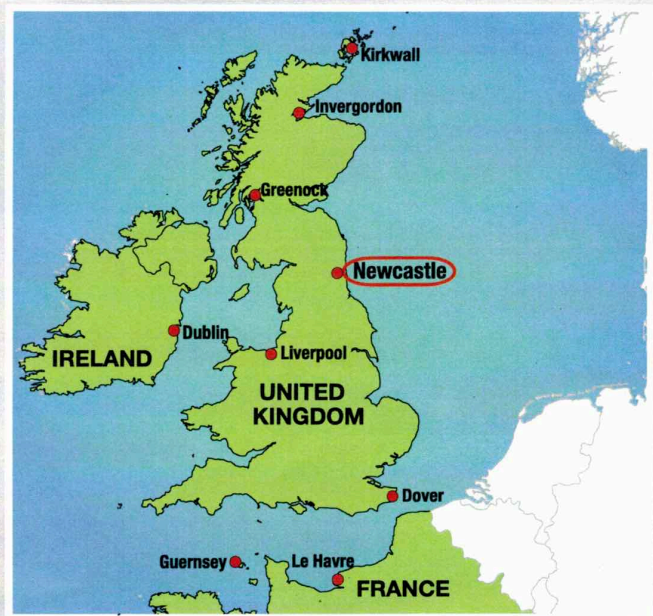 Kirkwall
Invergordon
Greenock
Newcastle
Dublin
IRELAND
Liverpool
UNITED
KINGDOM
Dover
Guernsey
Le Havre
FRANCE